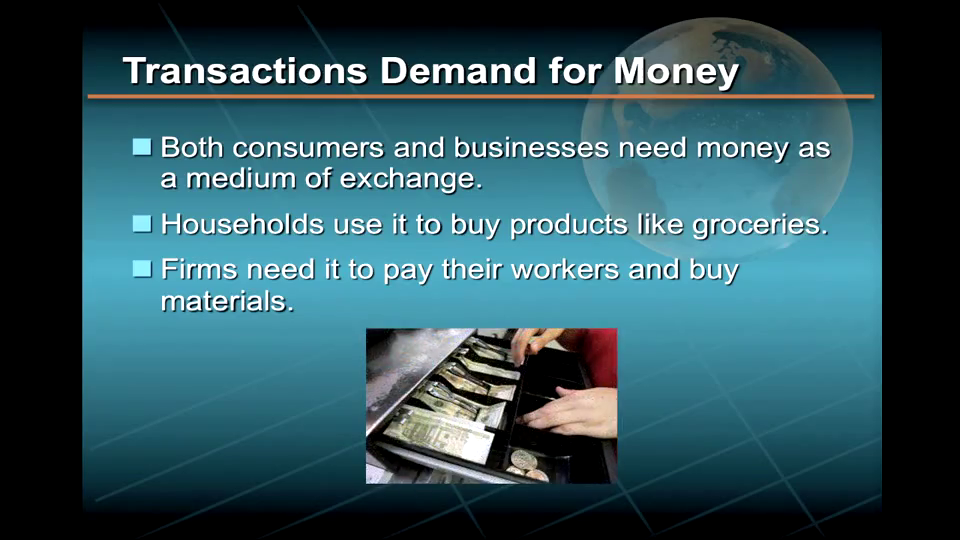 Transactions Demand for Money
Both consumers and businesses need money as
a medium of exchange.
Households use it to buy products like groceries.
Firms need it to pay their workers and buy
materials.